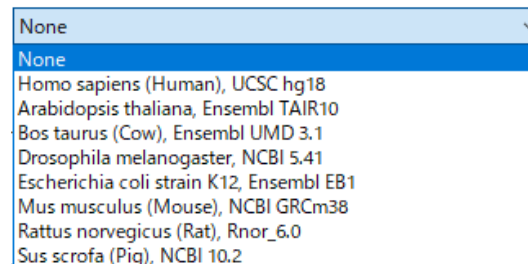 None
None
Homo sapiens (Human), UCSC hg18
Arabidopsis thaliana, Ensembl TAIR10
Bos taurus (Cow), Ensembl UMD 3.1
Drosophila melanogaster, NCBI 5.41
Escherichia coli strain K12, Ensembl EB1
Mus musculus (Mouse), NCBI GRCm38
Rattus norvegicus (Rat), Rnor_6.0
Sus scrofa (Pig), NCBI 10.2